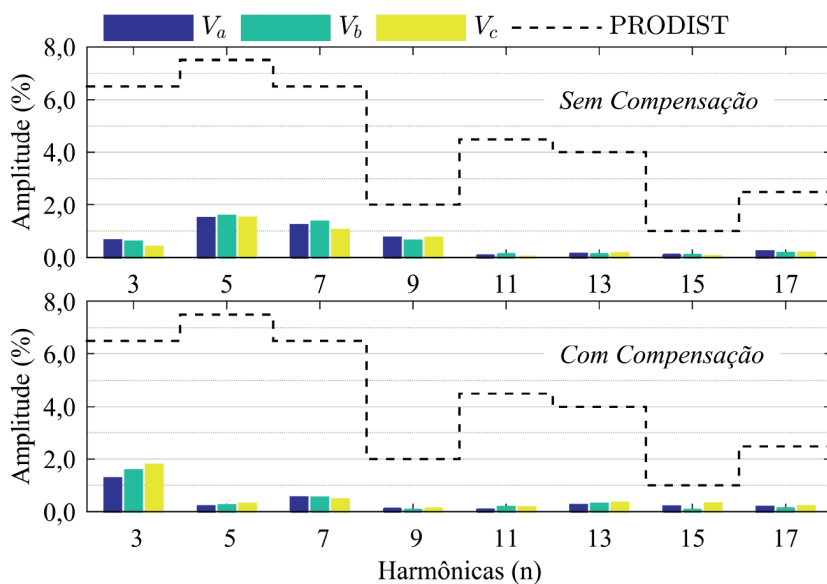 Va Vb Vc PRODIST
Amplitude (%)
8,0
6,0
4,0
2,0
0,0
Sem Compensação
3 5 7 9 11 13 15 17
Amplitude (%)
8,0
6,0
4,0
2,0
0,0
Com Compensação
3 5 7 9 11 13 15 17
Harmônicas (n)